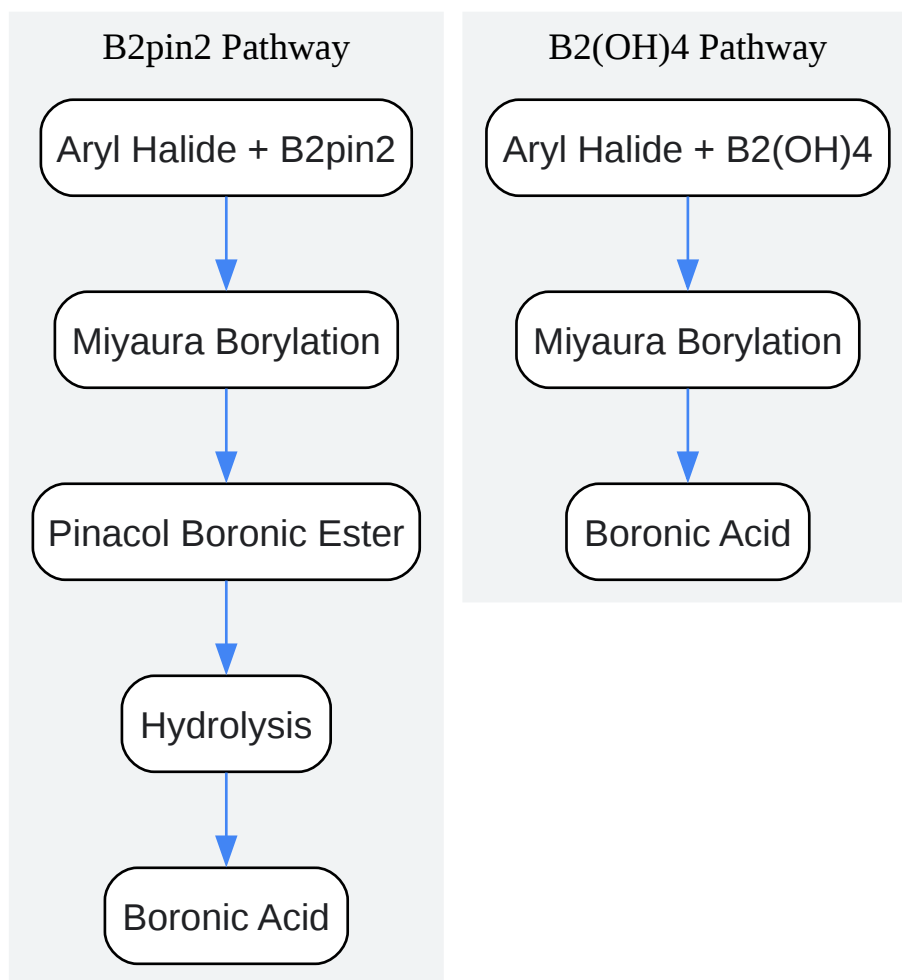 B2pin2 Pathway
Aryl Halide + B2pin2
Miyaura Borylation
Pinacol Boronic Ester
Hydrolysis
Boronic Acid
B2(OH)4 Pathway
Aryl Halide + B2(OH)4
Miyaura Borylation
Boronic Acid